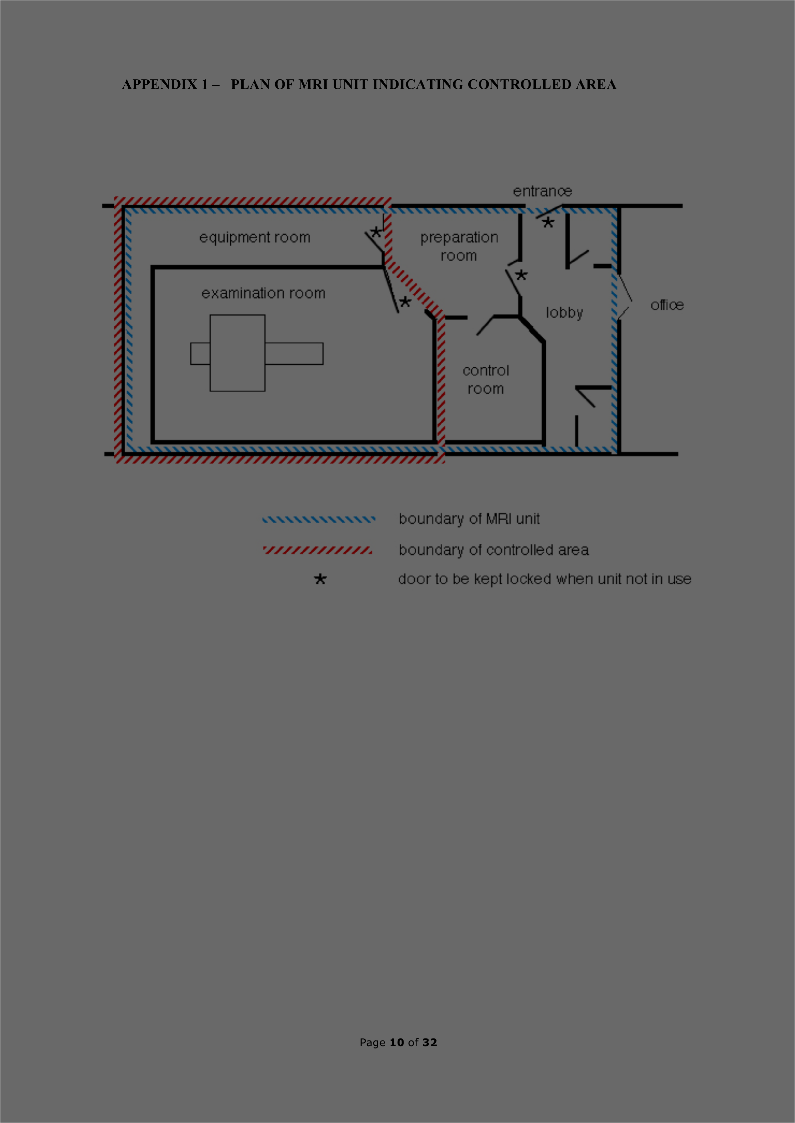 APPENDIX 1 – PLAN OF MRI UNIT INDICATING CONTROLLED AREA
entrance
equipment room
preparation
room
examination room
lobby
office
control
room
boundary of MRI unit
boundary of controlled area
* door to be kept locked when unit not in use
Page 10 of 32